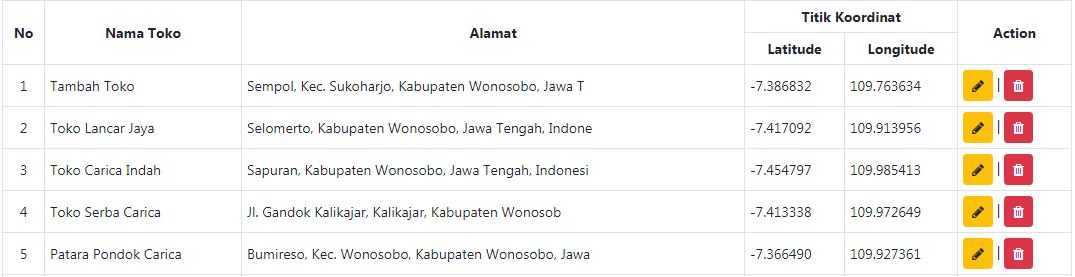 No Nama Toko Alamat Titik Koordinat Action
Latitude Longitude
1 Tambah Toko Sempol, Kec. Sukoharjo, Kabupaten Wonosobo, Jawa T -7.386832 109.763634 |
2 Toko Lancar Jaya Selomerto, Kabupaten Wonosobo, Jawa Tengah, Indone -7.417092 109.913956 |
3 Toko Carica Indah Sapuran, Kabupaten Wonosobo, Jawa Tengah, Indonesi -7.454797 109.985413 |
4 Toko Serba Carica Jl. Gandok Kalikajar, Kalikajar, Kabupaten Wonosob -7.413338 109.972649 |
5 Patara Pondok Carica Bumireso, Kec. Wonosobo, Kabupaten Wonosobo, Jawa -7.366490 109.927361 |